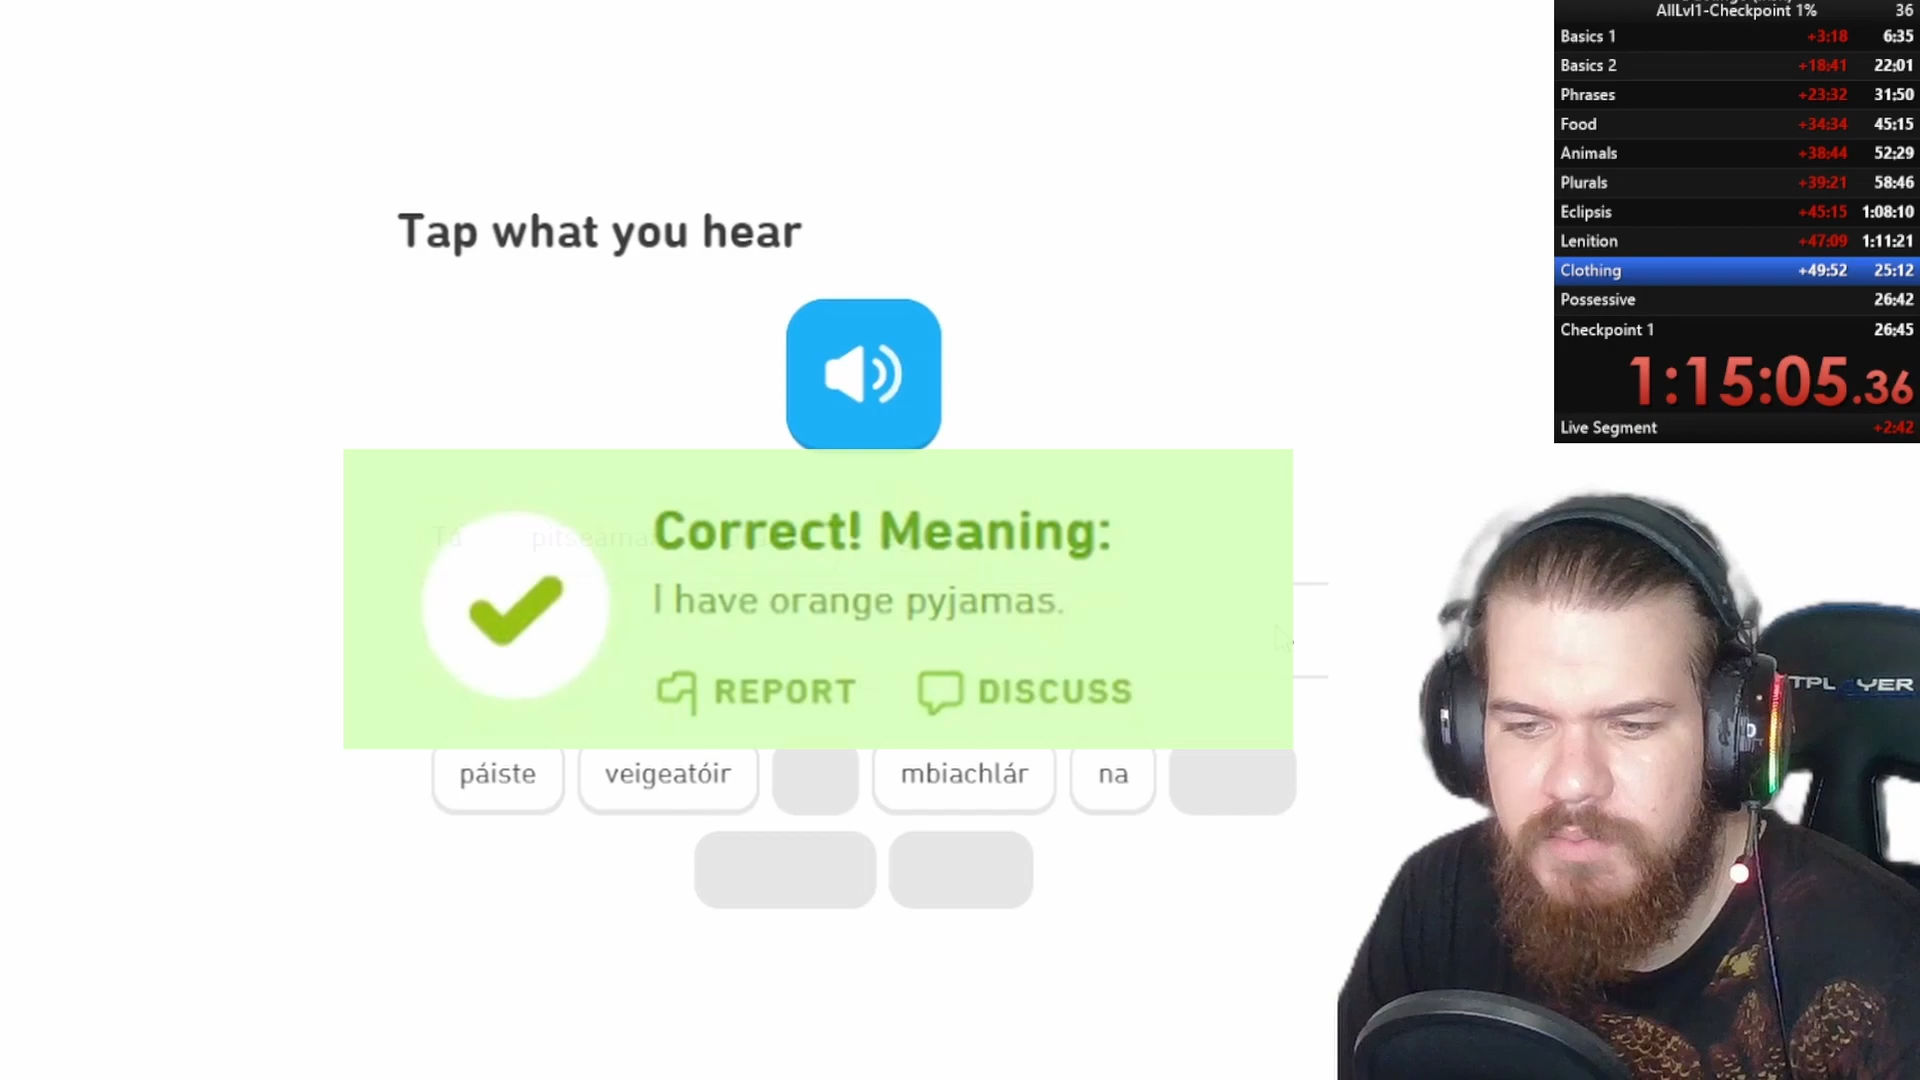 AllLvl1-Checkpoint 1% 36
Basics 1 +3:18 6:35
Basics 2 +18:41 22:01
Phrases +23:32 31:50
Food +34:34 45:15
Animals +38:44 52:29
Plurals +39:21 58:46
Eclipsis +45:15 1:08:10
Lenition +47:09 1:11:21
Clothing +49:52 25:12
Possessive 26:42
Checkpoint 1 26:45
1:15:05.36
Live Segment +2:42
Tap what you hear
Correct! Meaning:
Tá
I have orange pyjamas.
REPORT DISCUSS
páiste veigeatóir mbiachlár na